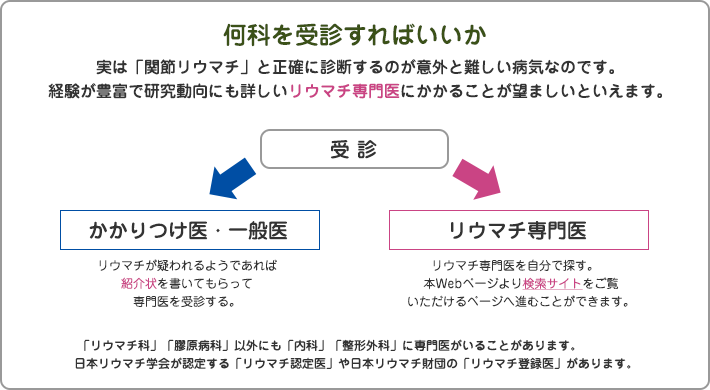 何科を受診すればいいか
実は「関節リウマチ」と正確に診断するのが意外と難しい病気なのです。
経験が豊富で研究動向にも詳しいリウマチ専門医にかかることが望ましいといえます。
受 診
かかりつけ医・一般医
リウマチが疑われるようであれば
紹介状を書いてもらって
専門医を受診する。
リウマチ専門医
リウマチ専門医を自分で探す。
本Webページより検索サイトをご覧
いただけるページへ進むことができます。
「リウマチ科」「膠原病科」以外にも「内科」「整形外科」に専門医がいることがあります。
日本リウマチ学会が認定する「リウマチ認定医」や日本リウマチ財団の「リウマチ登録医」があります。